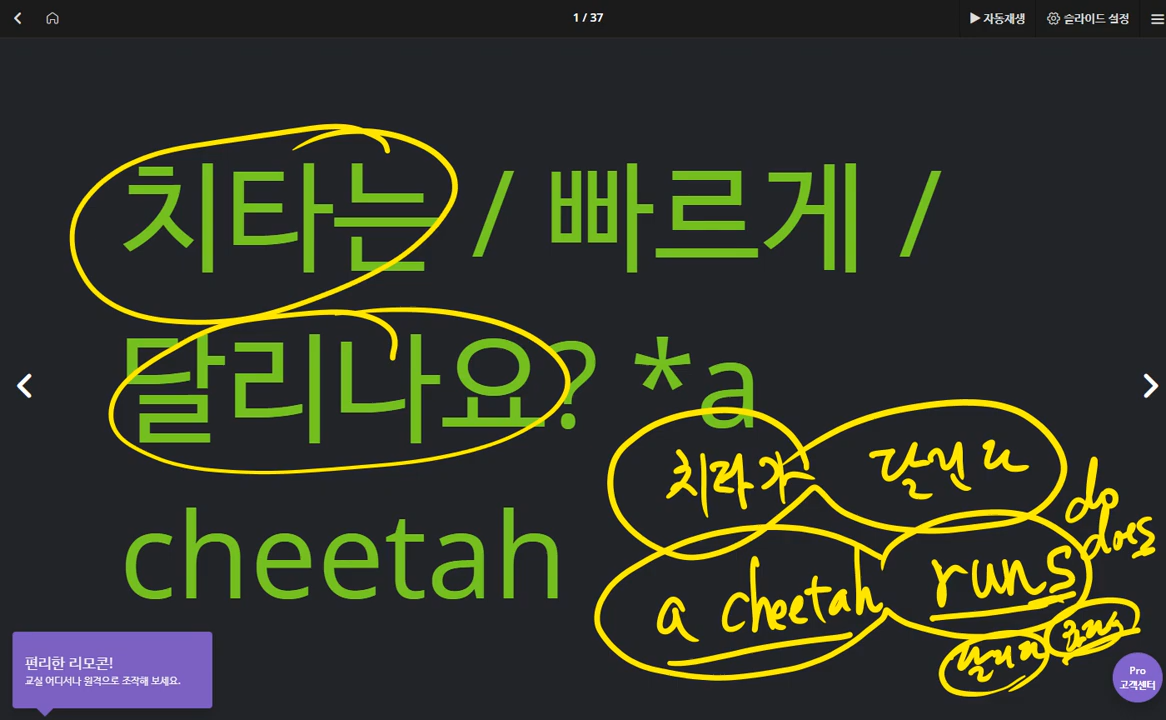 1 / 37
▶ 자동재생
슬라이드 설정
치타는 / 빠르게 /
달리나요? *a
cheetah
치타가
달린다
do
does
a cheetah
runs
편리한 리모콘!
교실 어디서나 원격으로 조작해 보세요.
Pro
고객센터